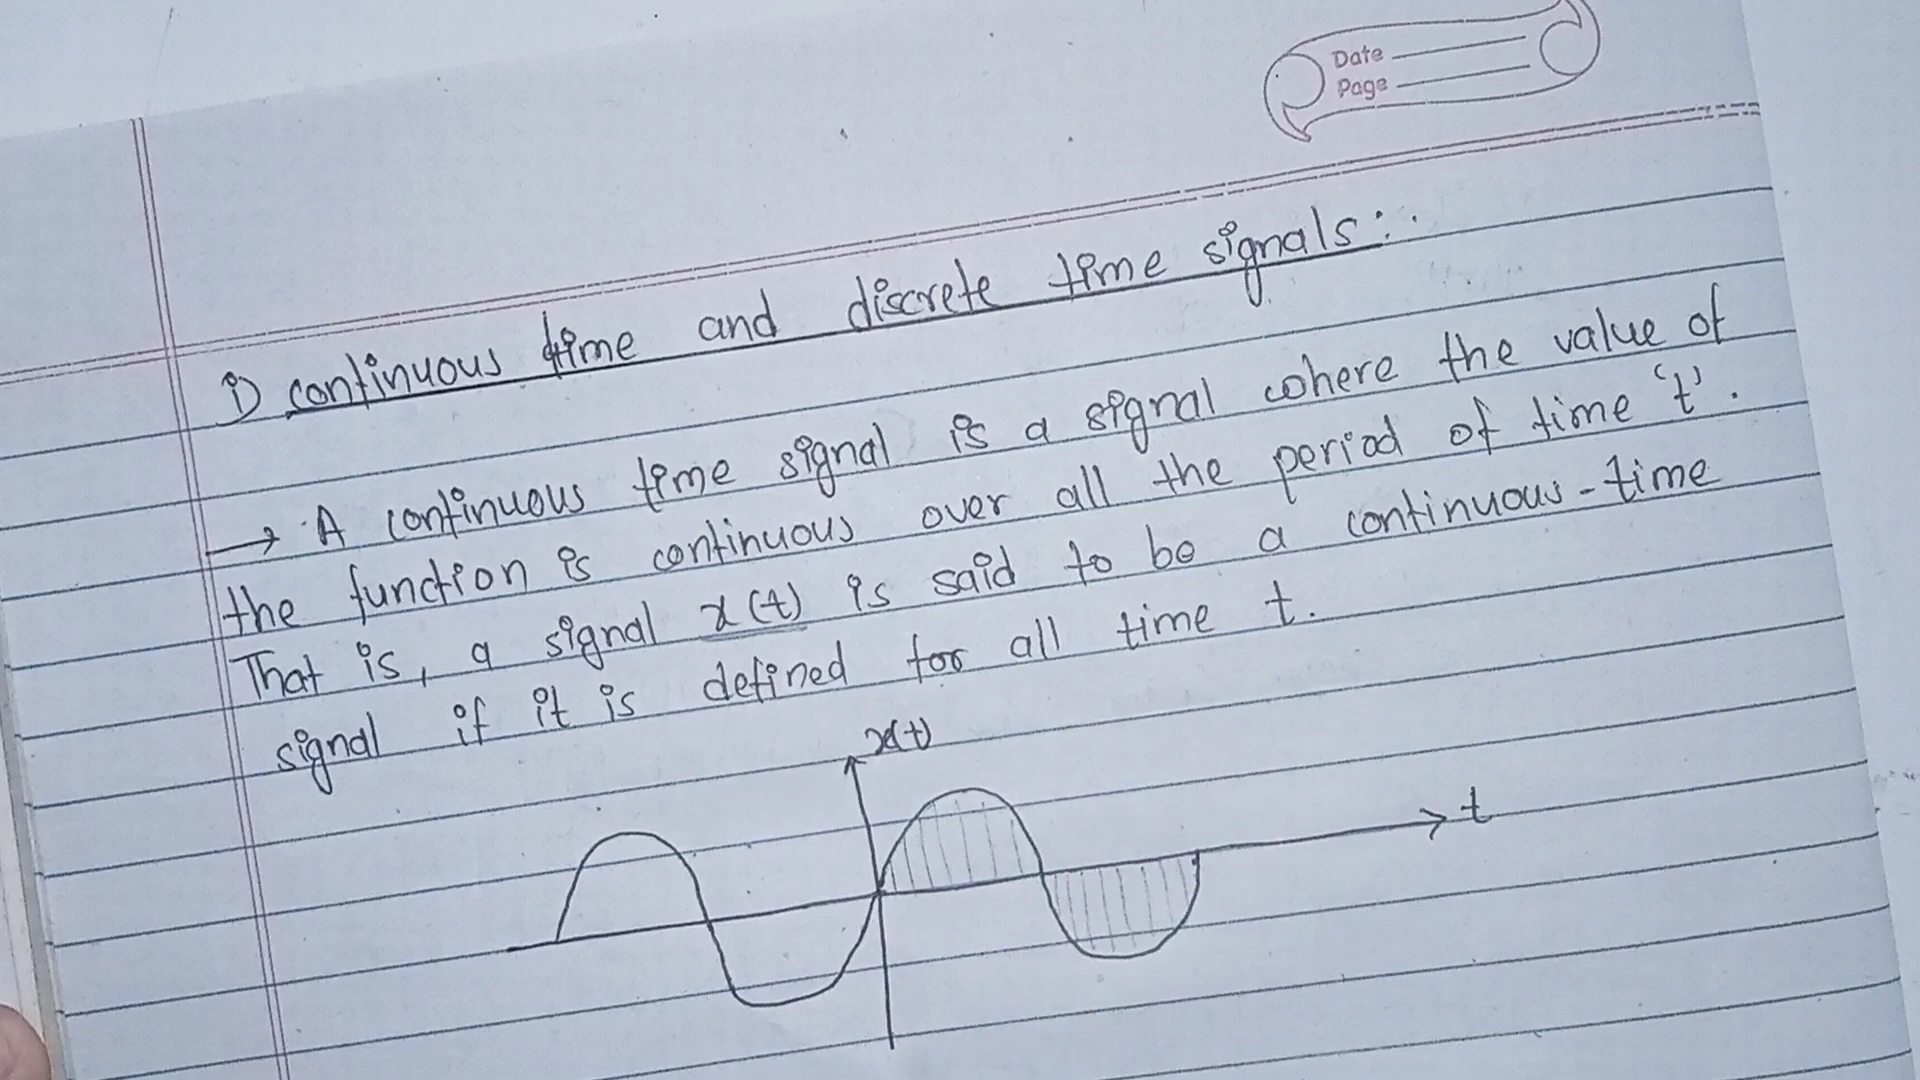 Date
Page
i) continuous time and discrete time signals:.
→ A continuous time signal is a signal where the value of
the function is continuous over all the period of time 't'.
That is, a signal x(t) is said to be a continuous-time
signal if it is defined for all time t.
x(t)
t